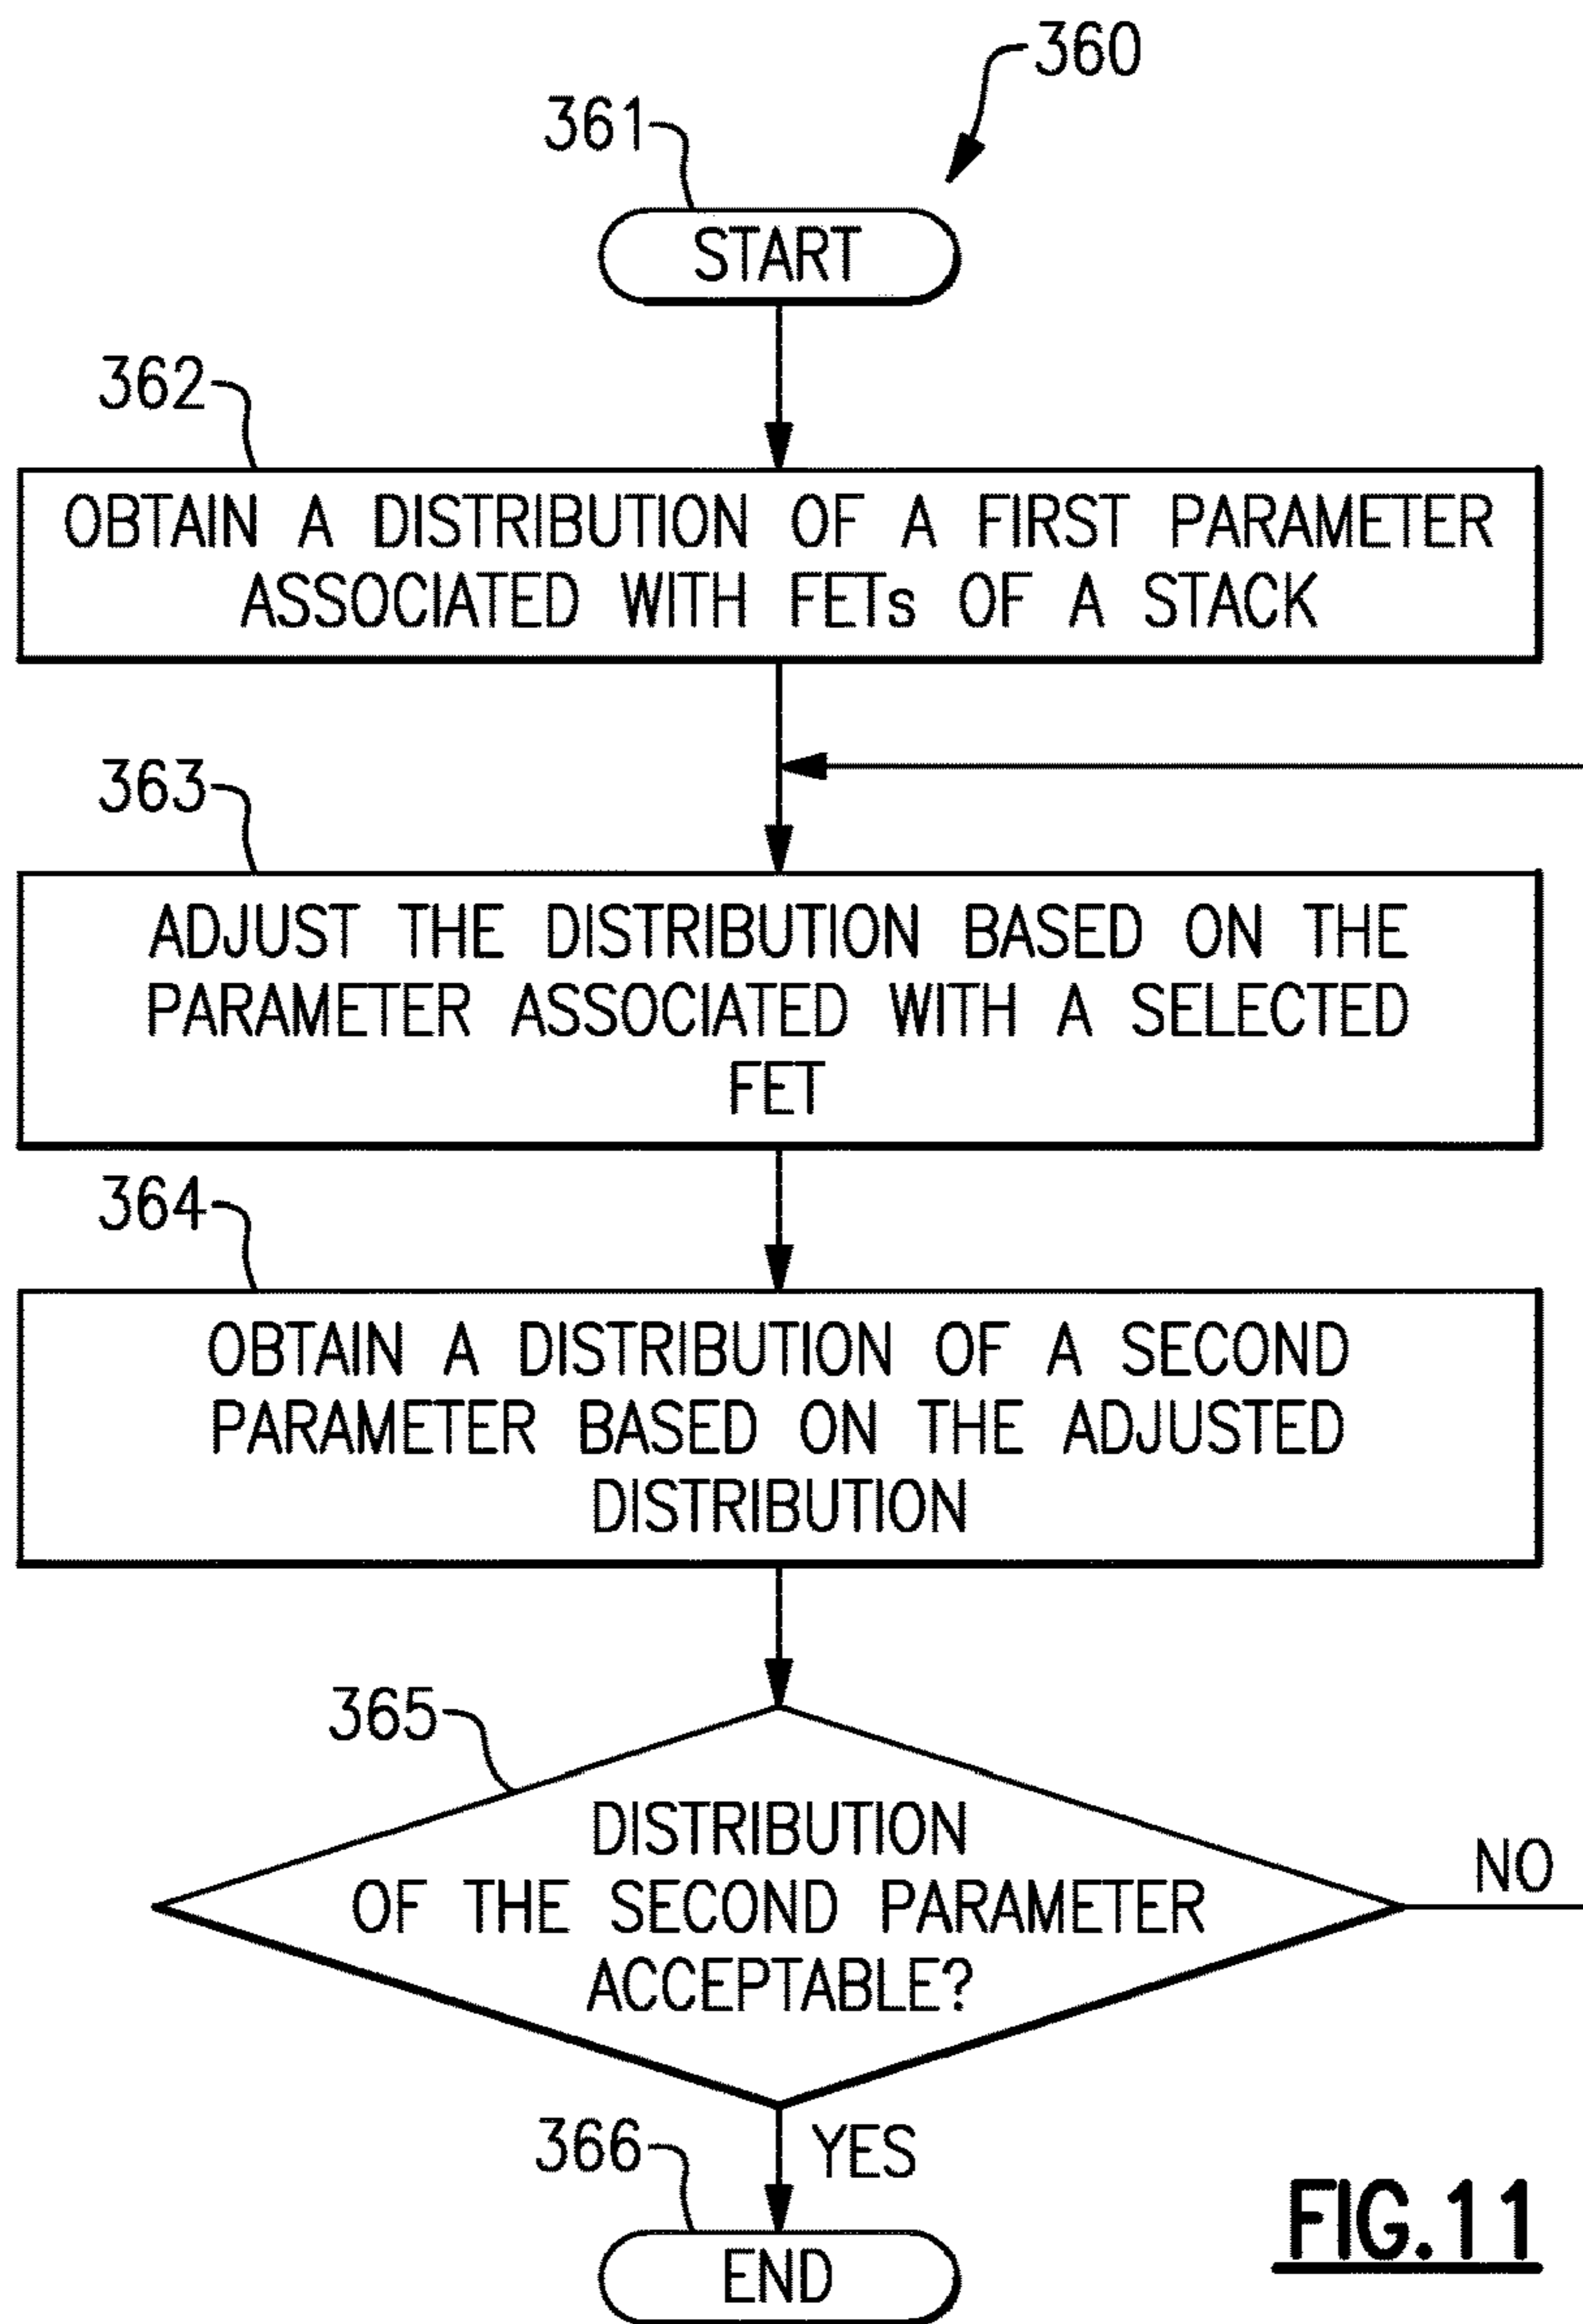 360
361
START
362
OBTAIN A DISTRIBUTION OF A FIRST PARAMETER
ASSOCIATED WITH FETs OF A STACK
363
ADJUST THE DISTRIBUTION BASED ON THE
PARAMETER ASSOCIATED WITH A SELECTED
FET
364
OBTAIN A DISTRIBUTION OF A SECOND
PARAMETER BASED ON THE ADJUSTED
DISTRIBUTION
365
DISTRIBUTION
OF THE SECOND PARAMETER
ACCEPTABLE?
NO
YES
366
END
FIG.11